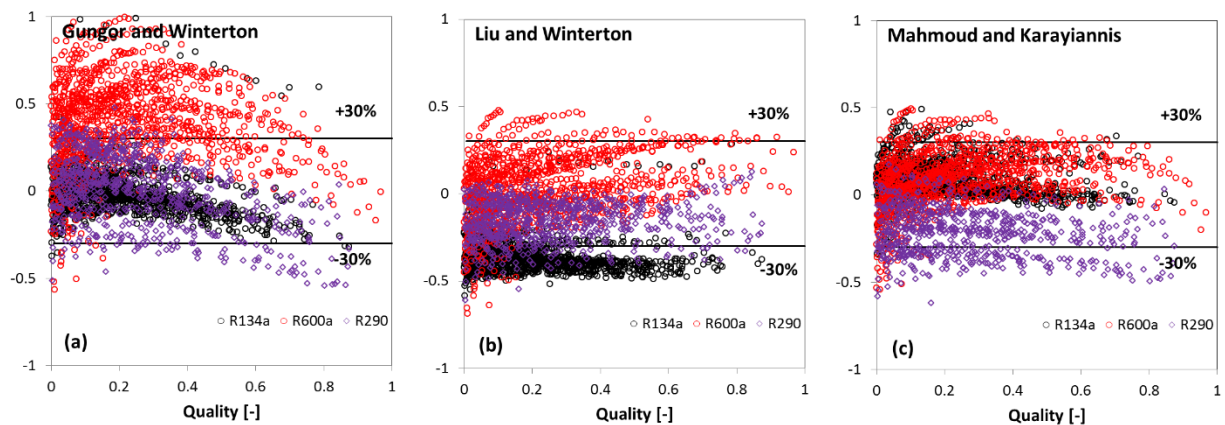 Gungor and Winterton
1
0.5
0
-0.5
-1
+30%
-30%
R134a R600a R290
(a)
0 0.2 0.4 0.6 0.8 1
Quality [-]
Liu and Winterton
1
0.5
0
-0.5
-1
+30%
-30%
R134a R600a R290
(b)
0 0.2 0.4 0.6 0.8 1
Quality [-]
Mahmoud and Karayiannis
1
0.5
0
-0.5
-1
+30%
-30%
R134a R600a R290
(c)
0 0.2 0.4 0.6 0.8 1
Quality [-]